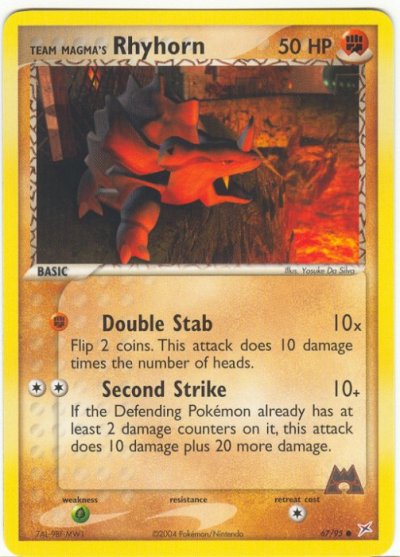 TEAM MAGMA'S Rhyhorn 50 HP
BASIC
Illus. Yosuke Da Silva
Double Stab 10x
Flip 2 coins. This attack does 10 damage
times the number of heads.
Second Strike 10+
If the Defending Pokémon already has at
least 2 damage counters on it, this attack
does 10 damage plus 20 more damage.
weakness resistance retreat cost
7AL-9BF-MW1 ©2004 Pokémon/Nintendo 67/95